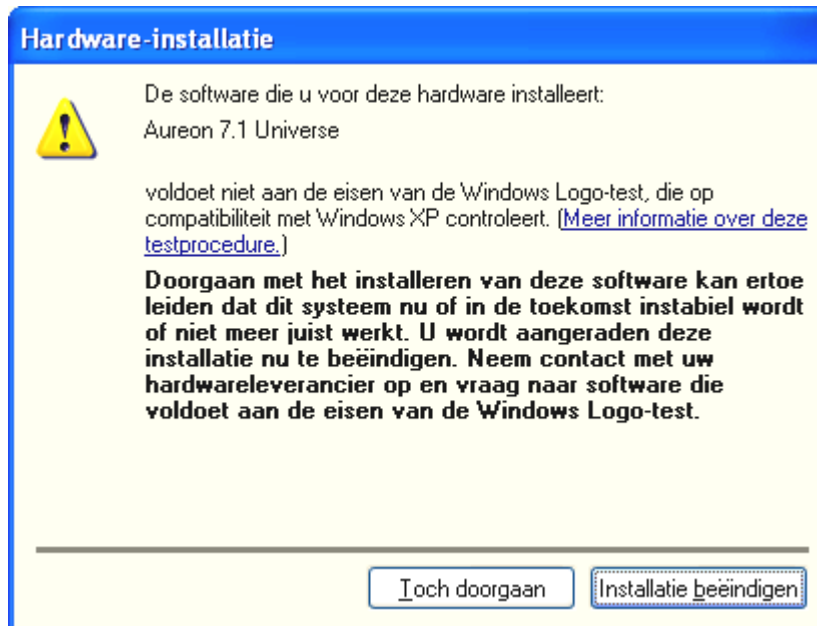 Hardware-installatie
De software die u voor deze hardware installeert:
Aureon 7.1 Universe
voldoet niet aan de eisen van de Windows Logo-test, die op
compatibiliteit met Windows XP controleert. (Meer informatie over deze
testprocedure.)
Doorgaan met het installeren van deze software kan ertoe
leiden dat dit systeem nu of in de toekomst instabiel wordt
of niet meer juist werkt. U wordt aangeraden deze
installatie nu te beëindigen. Neem contact met uw
hardwareleverancier op en vraag naar software die
voldoet aan de eisen van de Windows Logo-test.
Toch doorgaan
Installatie beëindigen